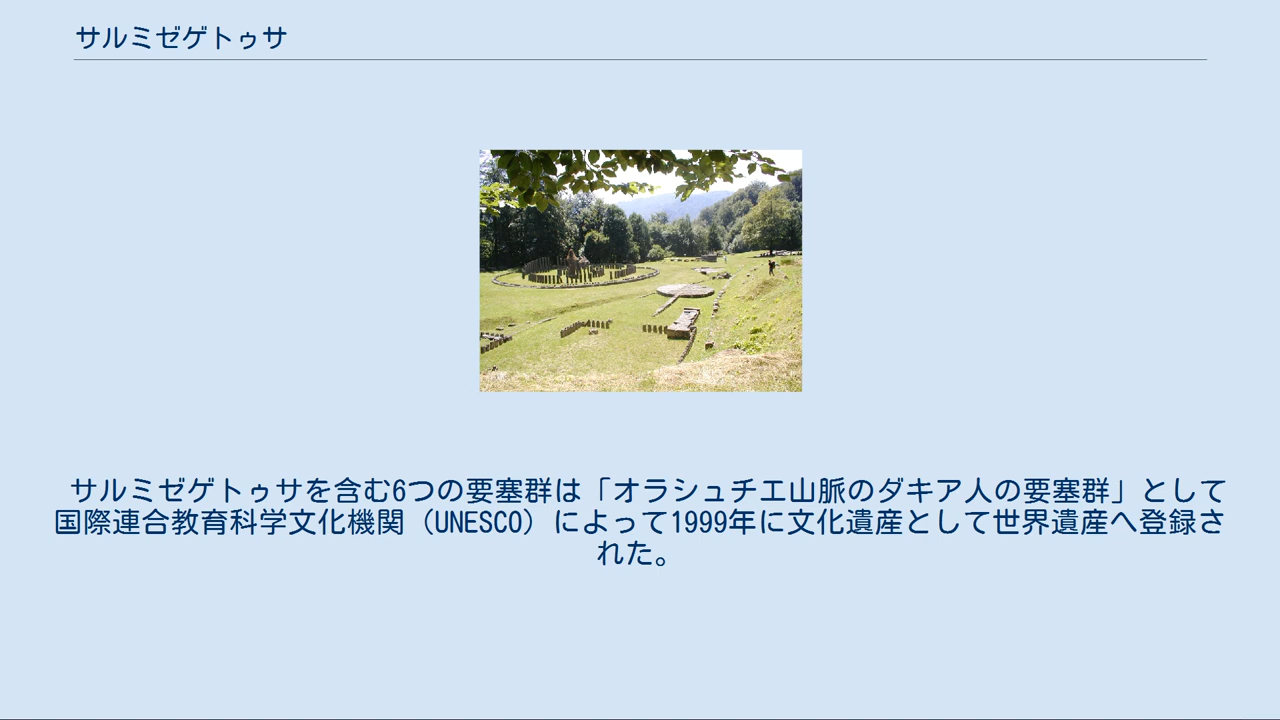 サルミゼゲトゥサ
サルミゼゲトゥサを含む6つの要塞群は「オラシュチエ山脈のダキア人の要塞群」として
国際連合教育科学文化機関（UNESCO）によって1999年に文化遺産として世界遺産へ登録さ
れた。